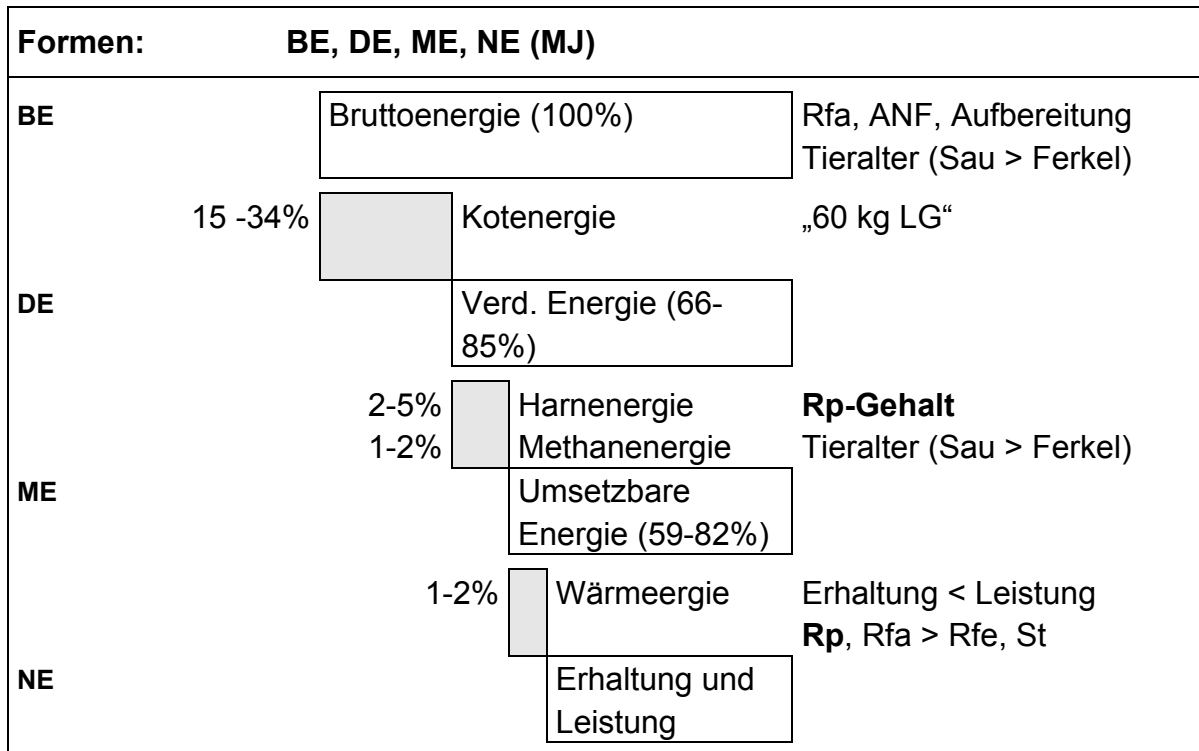 Formen: BE, DE, ME, NE (MJ)
BE Bruttoenergie (100%) Rfa, ANF, Aufbereitung
Tieralter (Sau > Ferkel)
15 -34% Kotenergie „60 kg LG“
DE Verd. Energie (66-
85%)
2-5% Harnenergie Rp-Gehalt
1-2% Methanenergie Tieralter (Sau > Ferkel)
ME Umsetzbare
Energie (59-82%)
1-2% Wärmeergie Erhaltung < Leistung
Rp, Rfa > Rfe, St
NE Erhaltung und
Leistung